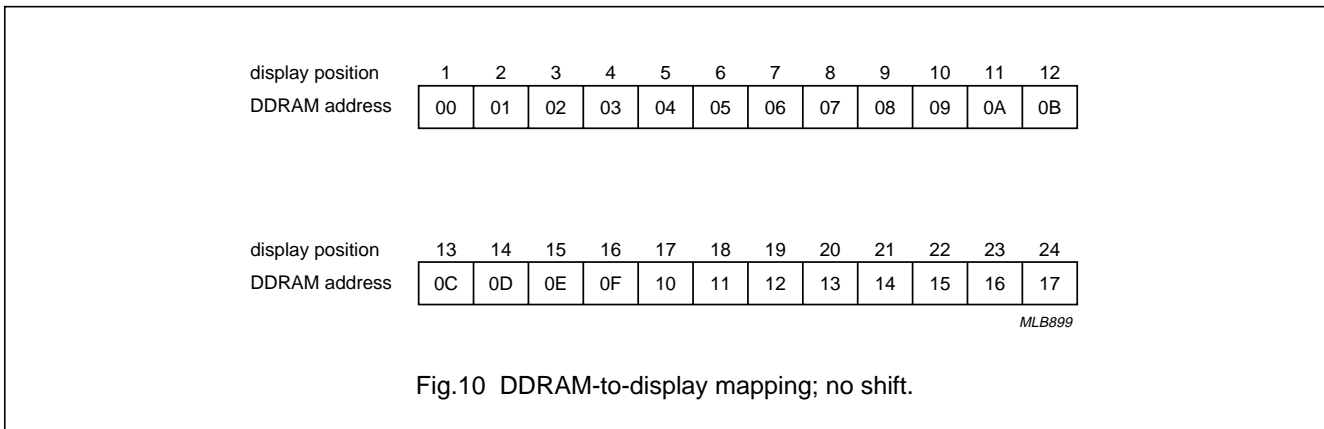 display position 1 2 3 4 5 6 7 8 9 10 11 12
DDRAM address 00 01 02 03 04 05 06 07 08 09 0A 0B
display position 13 14 15 16 17 18 19 20 21 22 23 24
DDRAM address 0C 0D 0E 0F 10 11 12 13 14 15 16 17
MLB899
Fig.10 DDRAM-to-display mapping; no shift.